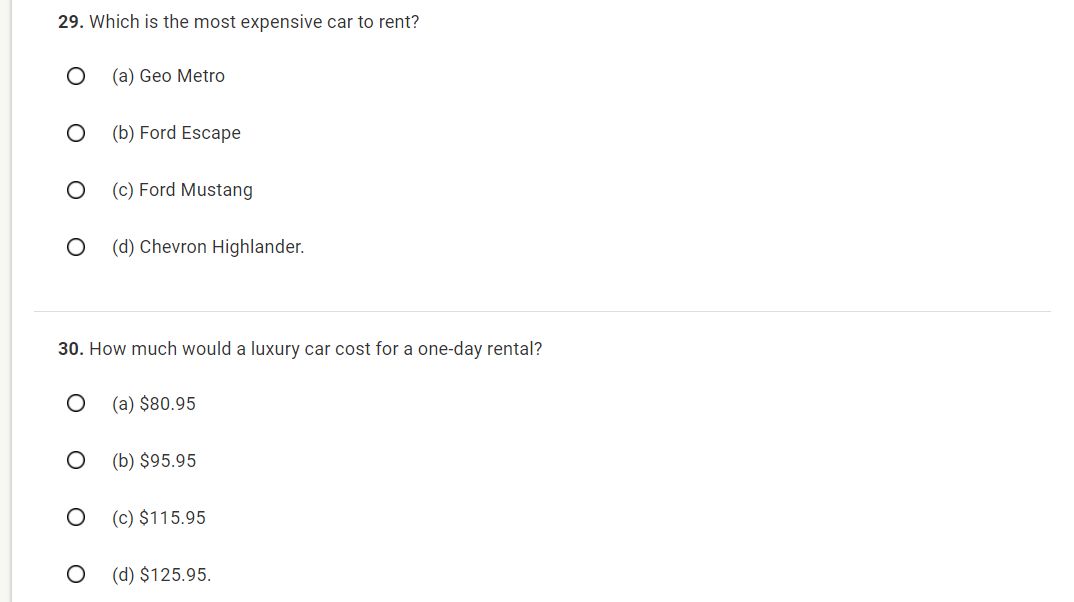 29. Which is the most expensive car to rent?
(a) Geo Metro
(b) Ford Escape
(c) Ford Mustang
(d) Chevron Highlander.
30. How much would a luxury car cost for a one-day rental?
(a) $80.95
(b) $95.95
(c) $115.95
(d) $125.95.